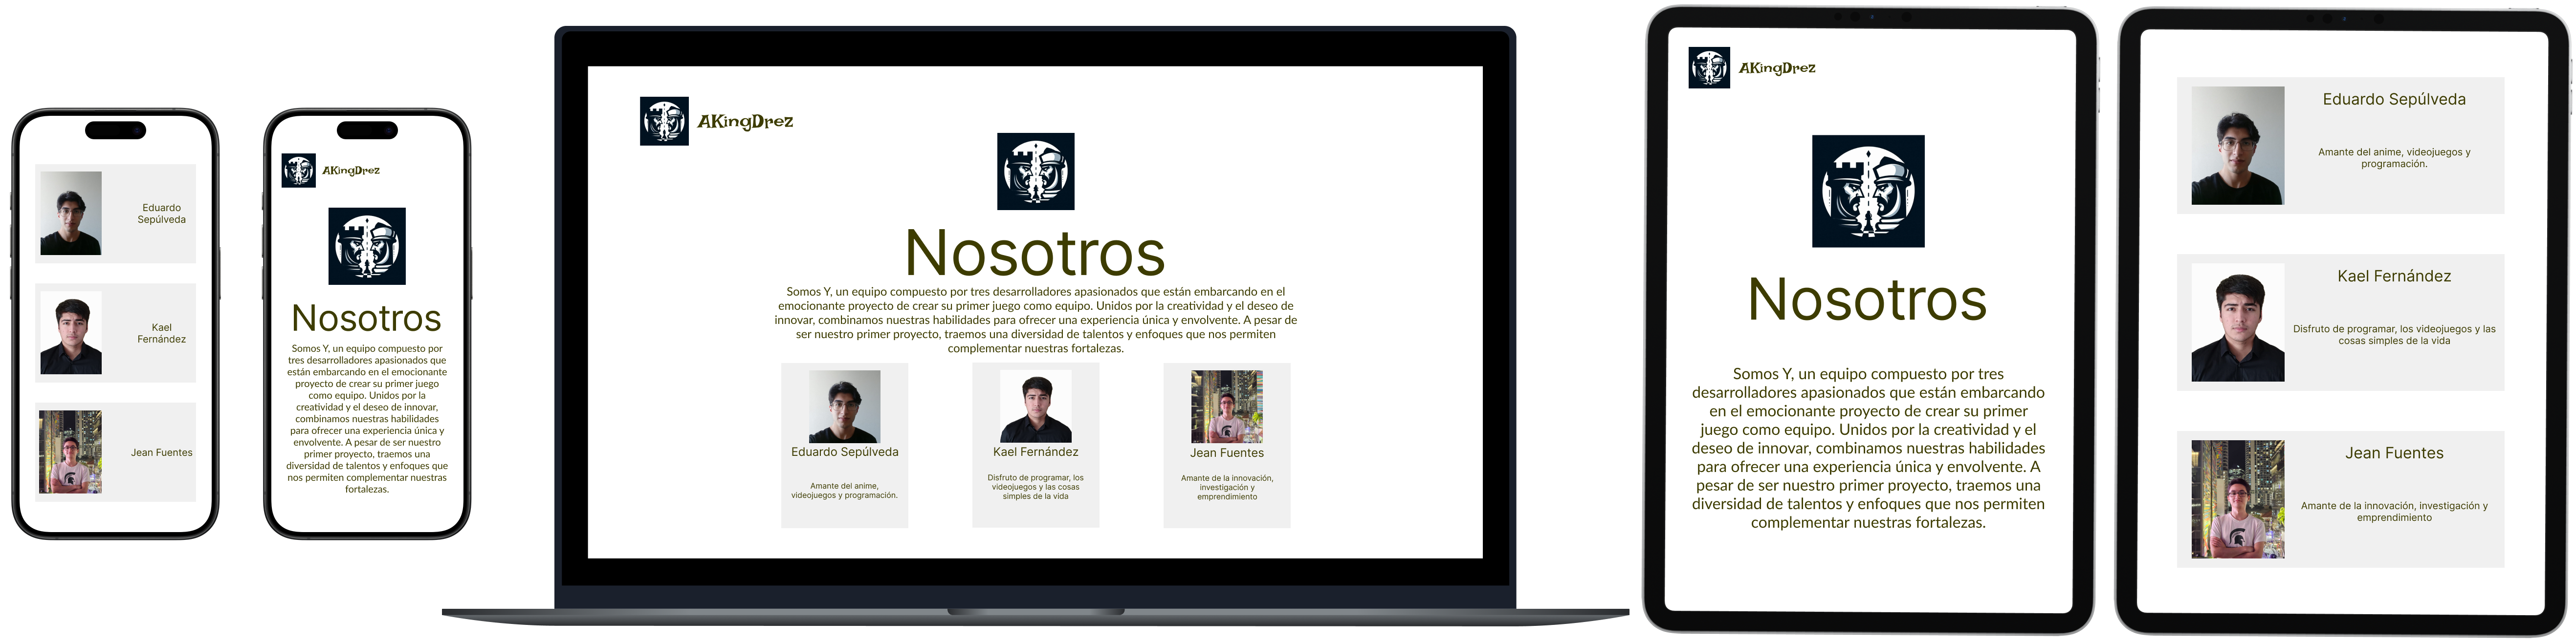 Eduardo
Sepúlveda
Kael
Fernández
Jean Fuentes
AKingDrez
Nosotros
Somos Y, un equipo compuesto por
tres desarrolladores apasionados que
están embarcando en el emocionante
proyecto de crear su primer juego
como equipo. Unidos por la
creatividad y el deseo de innovar,
combinamos nuestras habilidades
para ofrecer una experiencia única y
envolvente. A pesar de ser nuestro
primer proyecto, traemos una
diversidad de talentos y enfoques que
nos permiten complementar nuestras
fortalezas.
AKingDrez
Nosotros
Somos Y, un equipo compuesto por tres desarrolladores apasionados que están embarcando en el
emocionante proyecto de crear su primer juego como equipo. Unidos por la creatividad y el deseo de
innovar, combinamos nuestras habilidades para ofrecer una experiencia única y envolvente. A pesar de
ser nuestro primer proyecto, traemos una diversidad de talentos y enfoques que nos permiten
complementar nuestras fortalezas.
Eduardo Sepúlveda
Amante del anime,
videojuegos y programación.
Kael Fernández
Disfruto de programar, los
videojuegos y las cosas
simples de la vida
Jean Fuentes
Amante de la innovación,
investigación y
emprendimiento
AKingDrez
Nosotros
Somos Y, un equipo compuesto por tres
desarrolladores apasionados que están embarcando
en el emocionante proyecto de crear su primer
juego como equipo. Unidos por la creatividad y el
deseo de innovar, combinamos nuestras habilidades
para ofrecer una experiencia única y envolvente. A
pesar de ser nuestro primer proyecto, traemos una
diversidad de talentos y enfoques que nos permiten
complementar nuestras fortalezas.
Eduardo Sepúlveda
Amante del anime, videojuegos y
programación.
Kael Fernández
Disfruto de programar, los videojuegos y las
cosas simples de la vida
Jean Fuentes
Amante de la innovación, investigación y
emprendimiento